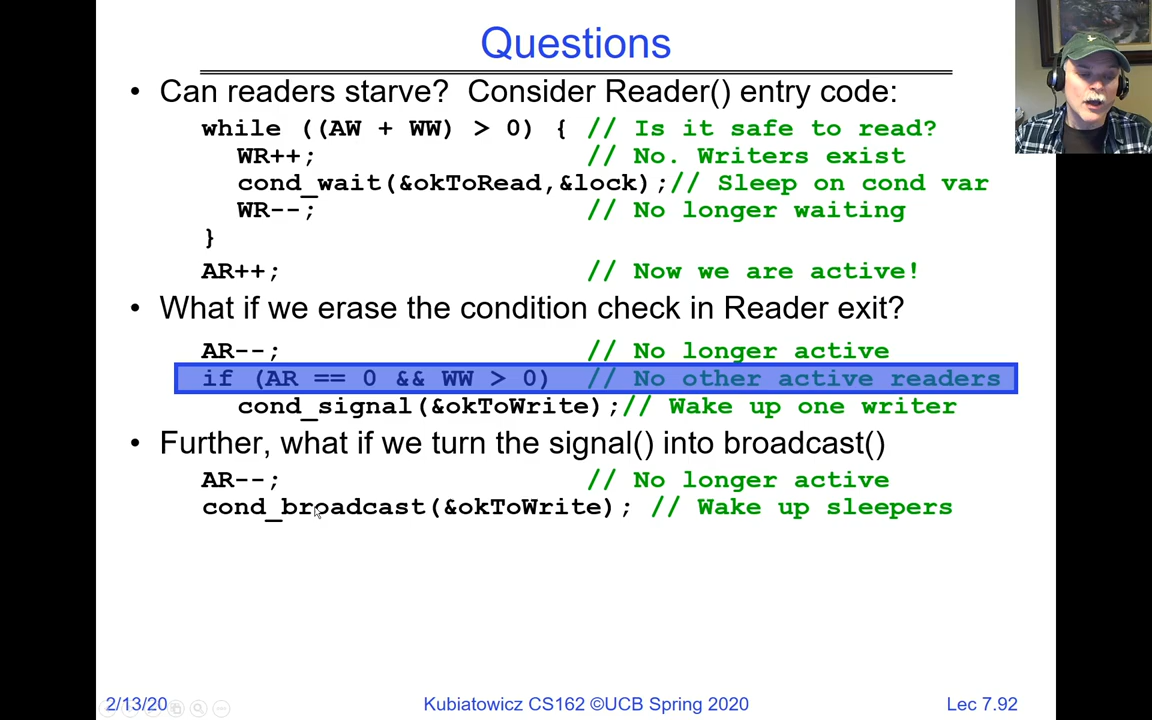 Questions
• Can readers starve? Consider Reader() entry code:
while ((AW + WW) > 0) { // Is it safe to read?
WR++; // No. Writers exist
cond_wait(&okToRead,&lock);// Sleep on cond var
WR--; // No longer waiting
}
AR++; // Now we are active!
• What if we erase the condition check in Reader exit?
AR--; // No longer active
if (AR == 0 && WW > 0) // No other active readers
cond_signal(&okToWrite);// Wake up one writer
• Further, what if we turn the signal() into broadcast()
AR--; // No longer active
cond_broadcast(&okToWrite); // Wake up sleepers
2/13/20 Kubiatowicz CS162 ©UCB Spring 2020 Lec 7.92